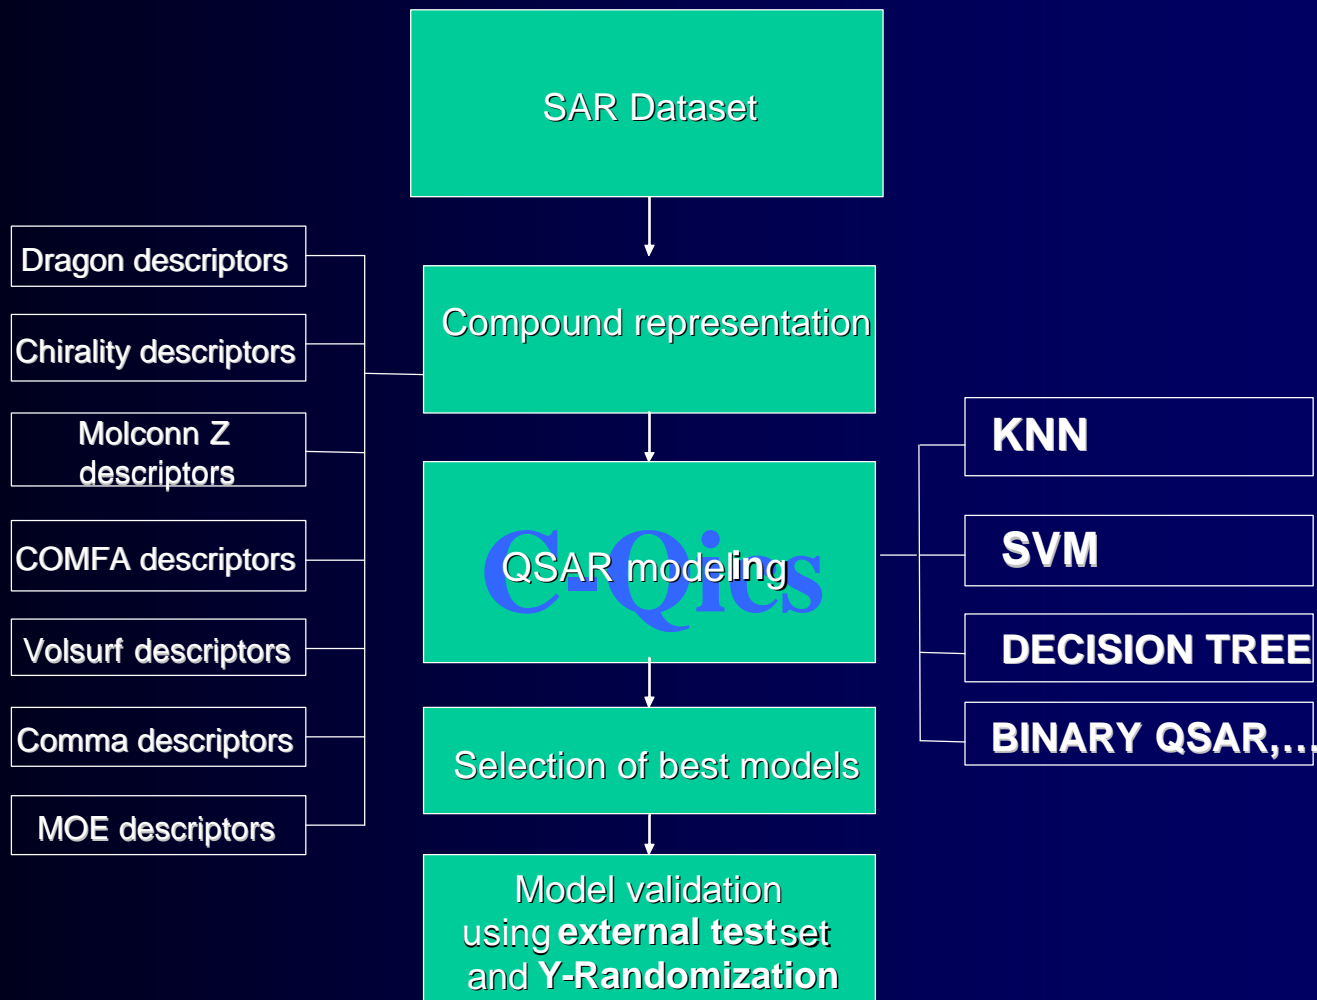 SAR Dataset
Dragon descriptors
Chirality descriptors
Molconn Z
descriptors
COMFA descriptors
Volsurf descriptors
Comma descriptors
MOE descriptors
Compound representation
C-Qics
QSAR modeling
KNN
SVM
DECISION TREE
BINARY QSAR,...
Selection of best models
Model validation
using external testset
and Y-Randomization